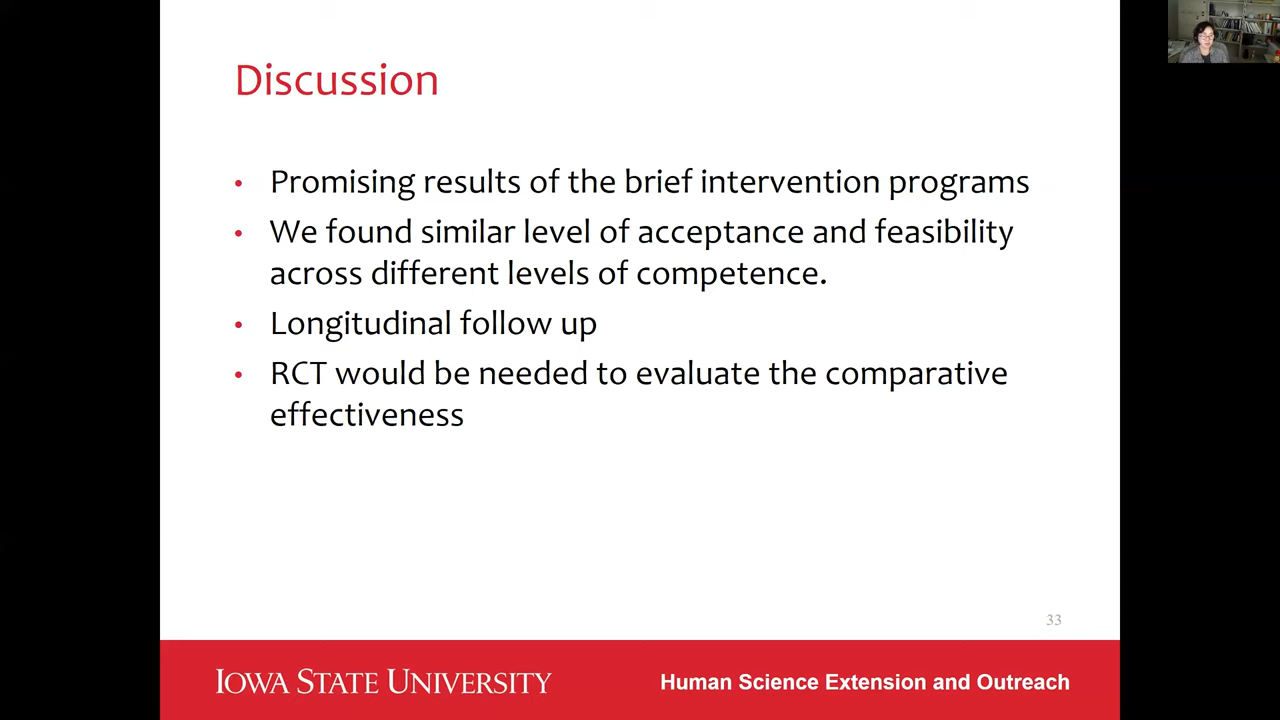 Discussion
• Promising results of the brief intervention programs
• We found similar level of acceptance and feasibility
across different levels of competence.
• Longitudinal follow up
• RCT would be needed to evaluate the comparative
effectiveness
33
IOWA STATE UNIVERSITY
Human Science Extension and Outreach